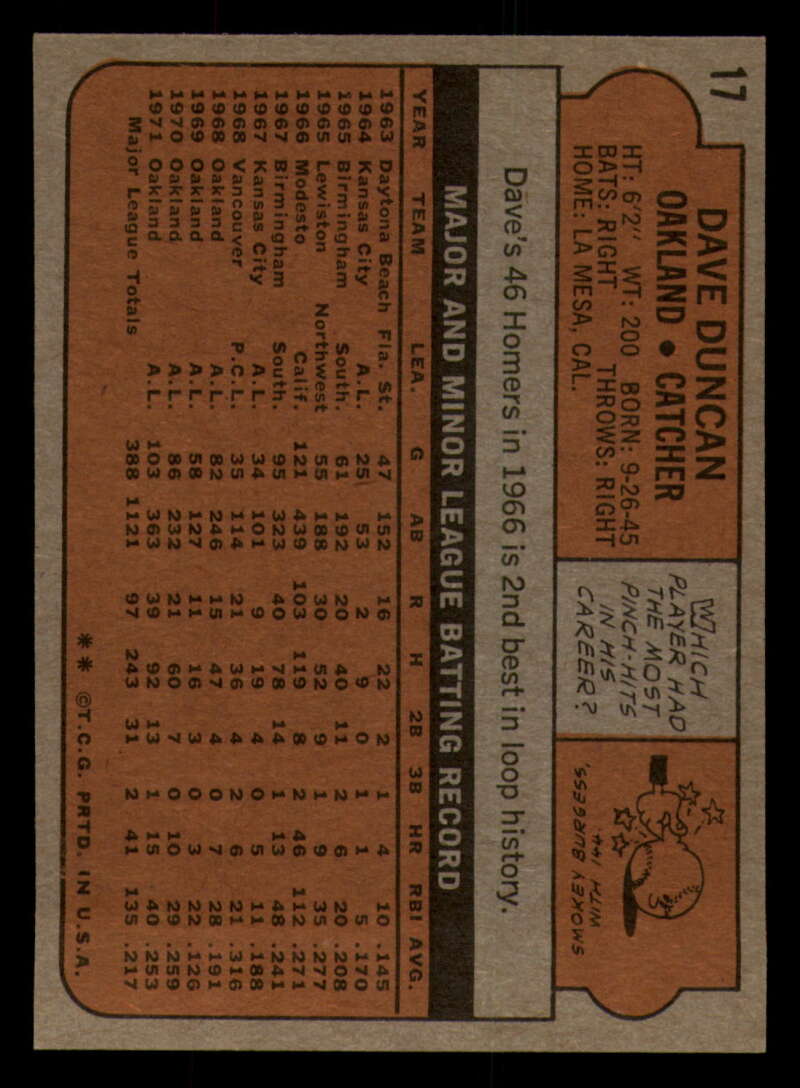 17
DAVE DUNCAN
OAKLAND • CATCHER
HT: 6'2" WT: 200 BORN: 9-26-45
BATS: RIGHT THROWS: RIGHT
HOME: LA MESA, CAL.
WHICH
PLAYER HAD
THE MOST
PINCH-HITS
IN HIS
CAREER?
SMOKEY BURGESS,
WITH 144
Dave's 46 Homers in 1966 is 2nd best in loop history.
MAJOR AND MINOR LEAGUE BATTING RECORD
YEAR TEAM LEA. G AB R H 2B 3B HR RBI AVG.
1963 Daytona Beach Fla. St. 47 152 16 22 2 1 4 10 .145
1964 Kansas City A.L. 25 53 2 9 0 1 1 5 .170
1965 Birmingham South. 61 192 20 40 11 2 6 20 .208
1965 Lewiston Northwest 55 188 30 52 9 1 9 35 .277
1966 Modesto Calif. 121 439 103 119 8 2 46 112 .271
1967 Birmingham South. 95 323 40 78 14 1 13 48 .241
1967 Kansas City A.L. 34 101 9 19 4 0 5 11 .188
1968 Vancouver P.C.L. 35 114 21 36 4 2 6 21 .316
1968 Oakland A.L. 82 246 15 47 4 0 7 28 .191
1969 Oakland A.L. 58 127 11 16 3 0 3 22 .126
1970 Oakland A.L. 86 232 21 60 7 0 10 29 .259
1971 Oakland A.L. 103 363 39 92 13 1 15 40 .253
Major League Totals 388 1121 97 243 31 2 41 135 .217
** ©T.C.G. PRTD. IN U.S.A.